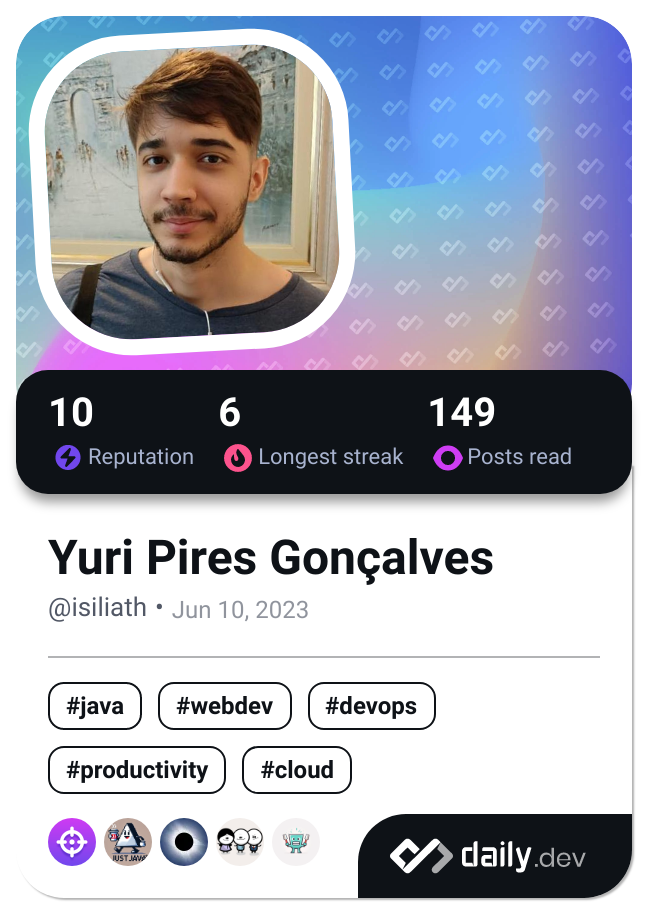 10 6 149
Reputation Longest streak Posts read
Yuri Pires Gonçalves
@isiliath • Jun 10, 2023
#java #webdev #devops
#productivity #cloud
JUST JAVA
daily.dev